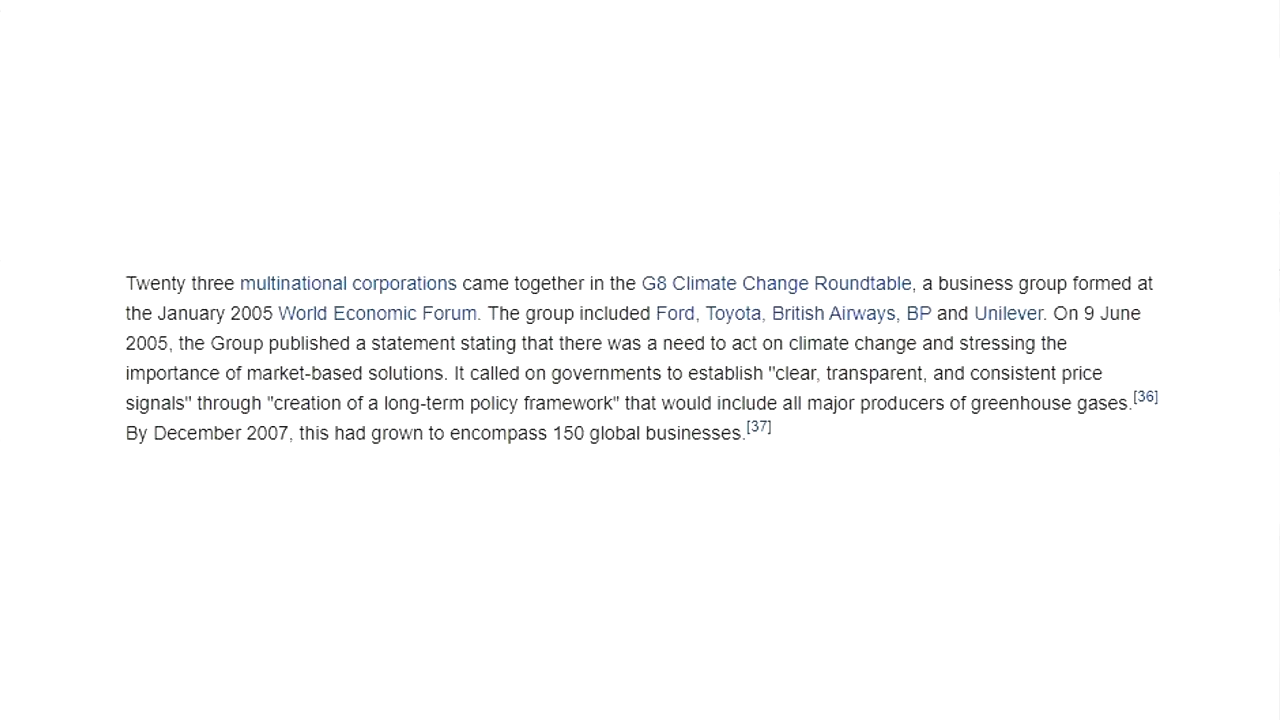 Twenty three multinational corporations came together in the G8 Climate Change Roundtable, a business group formed at
the January 2005 World Economic Forum. The group included Ford, Toyota, British Airways, BP and Unilever. On 9 June
2005, the Group published a statement stating that there was a need to act on climate change and stressing the
importance of market-based solutions. It called on governments to establish "clear, transparent, and consistent price
signals" through "creation of a long-term policy framework" that would include all major producers of greenhouse gases.[36]
By December 2007, this had grown to encompass 150 global businesses.[37]